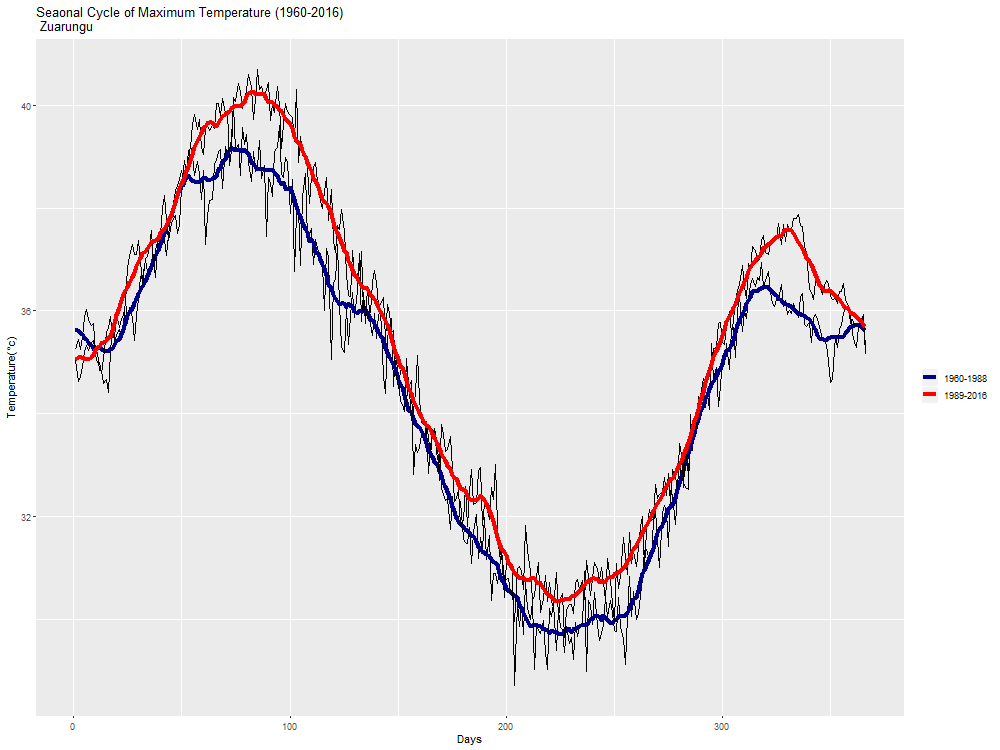 Seaonal Cycle of Maximum Temperature (1960-2016)
Zuarungu
40
36
32
Temperature(°c)
0
100
200
300
Days
1960-1988
1989-2016